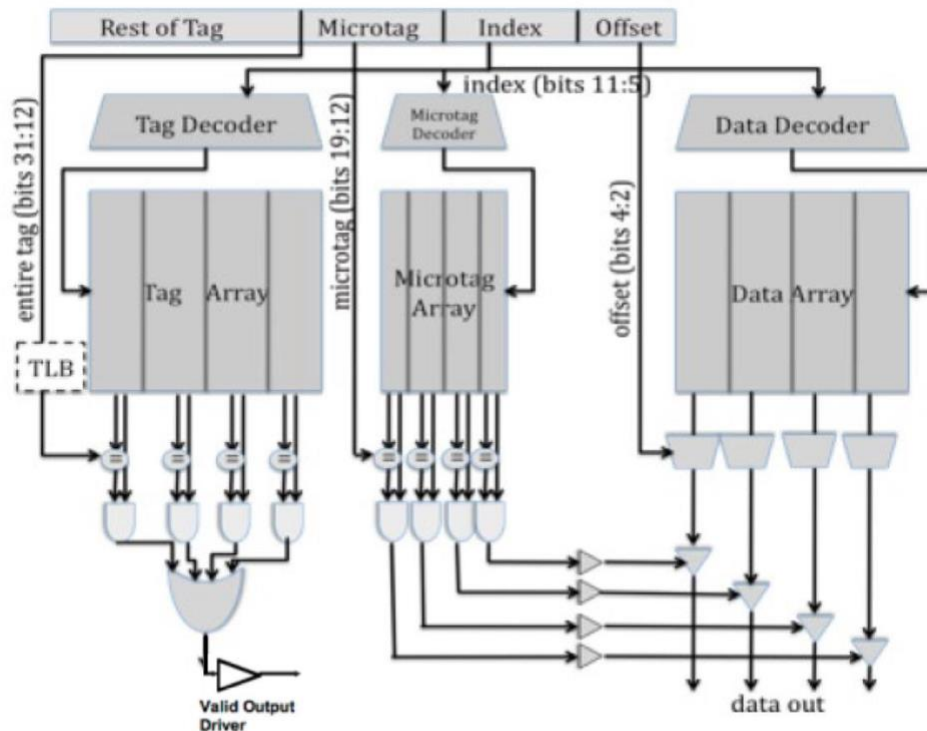 Rest of Tag
Microtag
Index
Offset
index (bits 11:5)
Tag Decoder
Microtag
Decoder
Data Decoder
entire tag (bits 31:12)
microtag (bits 19:12)
offset (bits 4:2)
Tag Array
Microtag
Array
Data Array
TLB
=
=
=
=
=
=
=
=
data out
Valid Output
Driver